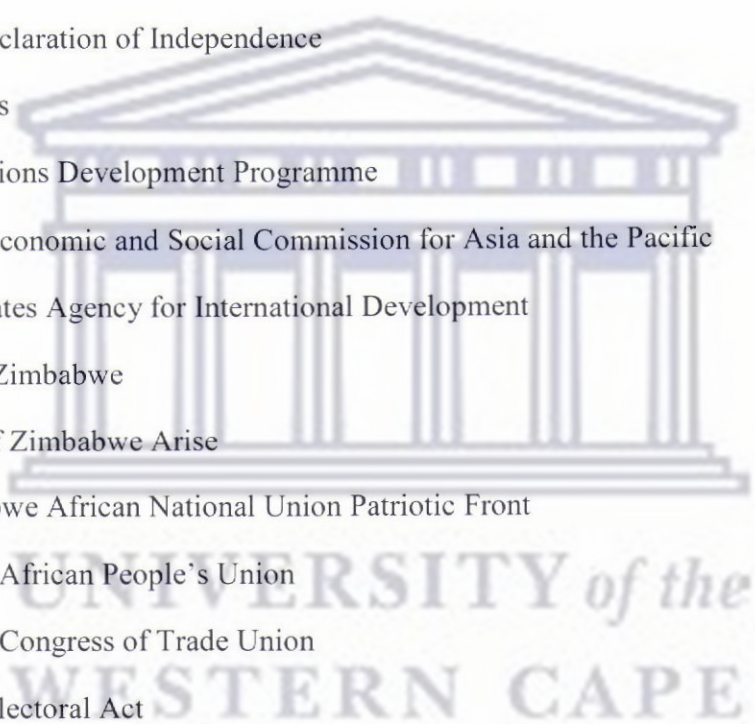 claration of Independence
s
ions Development Programme
conomic and Social Commission for Asia and the Pacific
ates Agency for International Development
Zimbabwe
f Zimbabwe Arise
we African National Union Patriotic Front
African People's Union
Congress of Trade Union
lectoral Act
UNIVERSITY of the
WESTERN CAPE